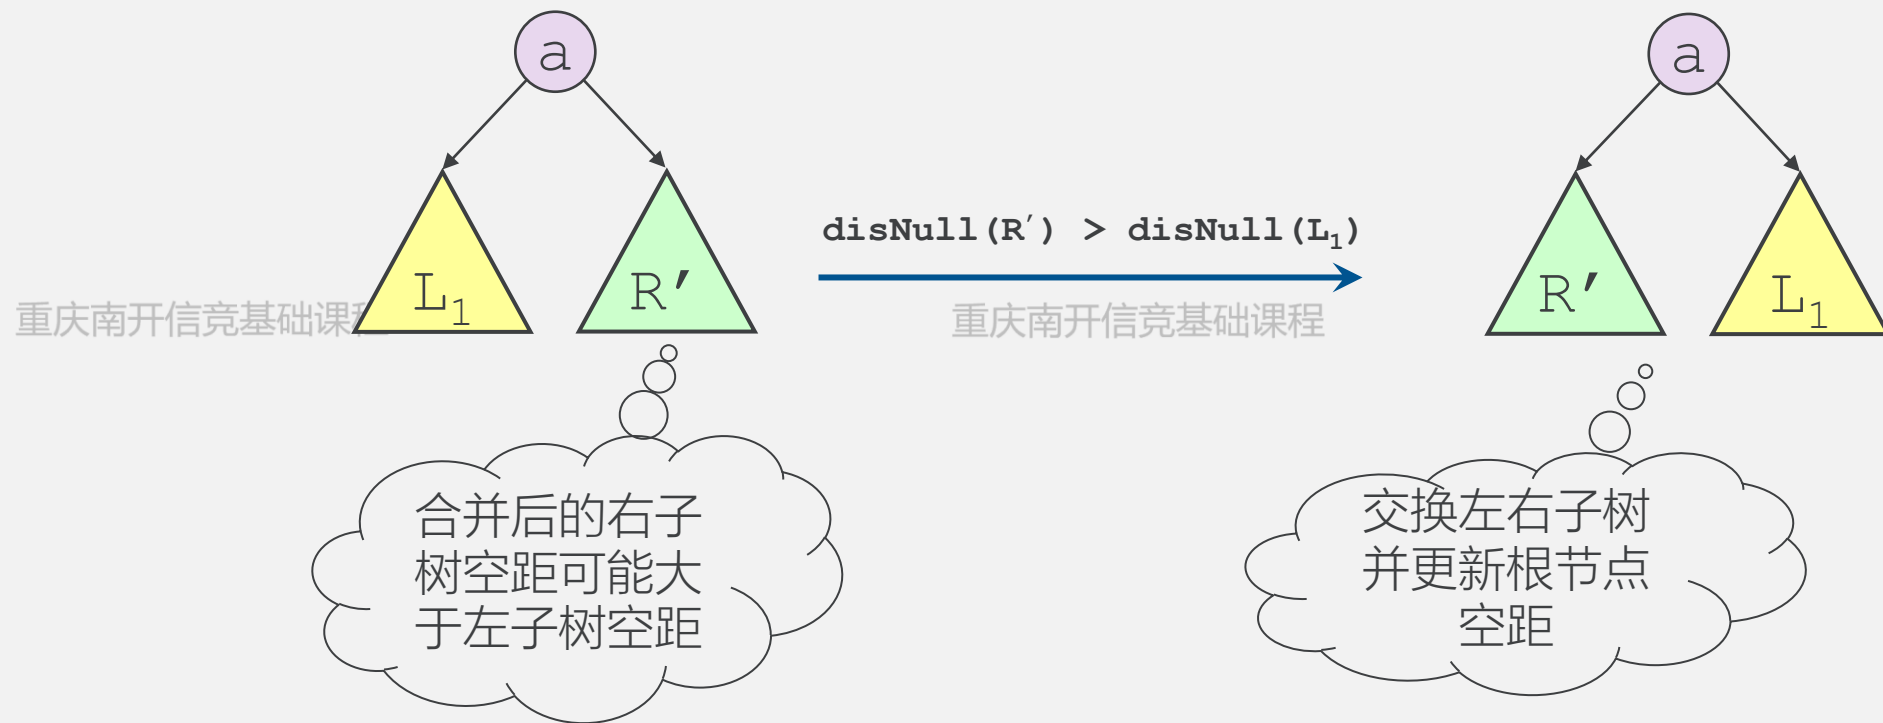 a
a
disNull(R′) > disNull(L₁)
L₁
R′
R′
L₁
重庆南开信竞基础课程
重庆南开信竞基础课程
合并后的右子
树空距可能大
于左子树空距
交换左右子树
并更新根节点
空距